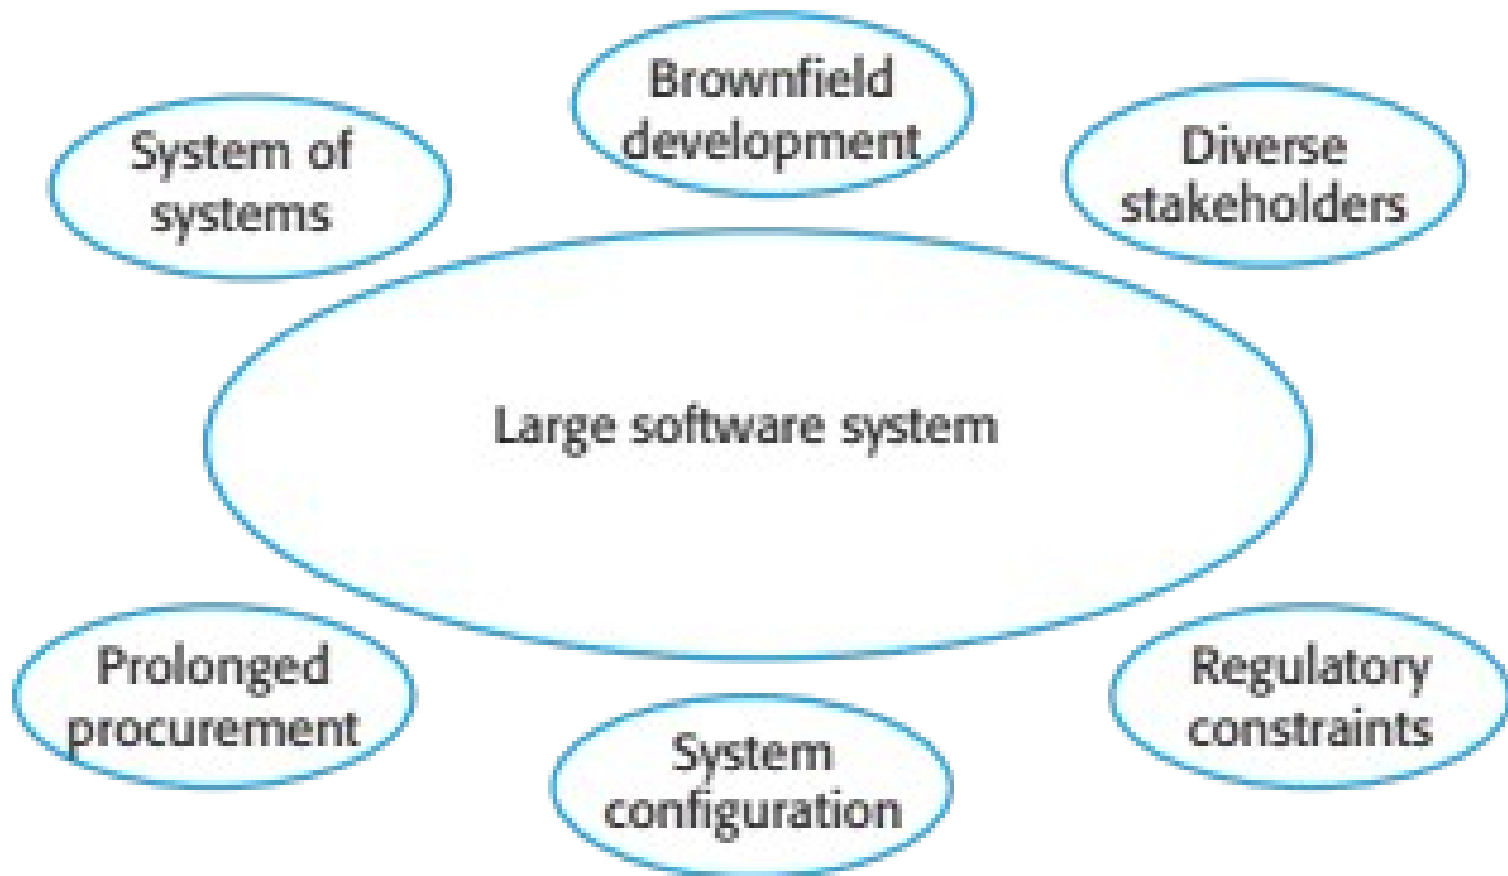 Brownfield
development
System of
systems
Diverse
stakeholders
Large software system
Prolonged
procurement
System
configuration
Regulatory
constraints